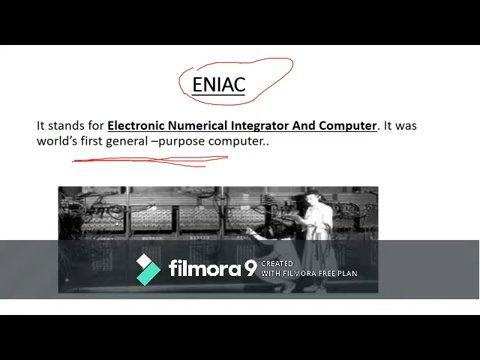 ENIAC
It stands for Electronic Numerical Integrator And Computer. It was
world's first general –purpose computer..
filmora 9 CREATED
WITH FILMORA FREE PLAN